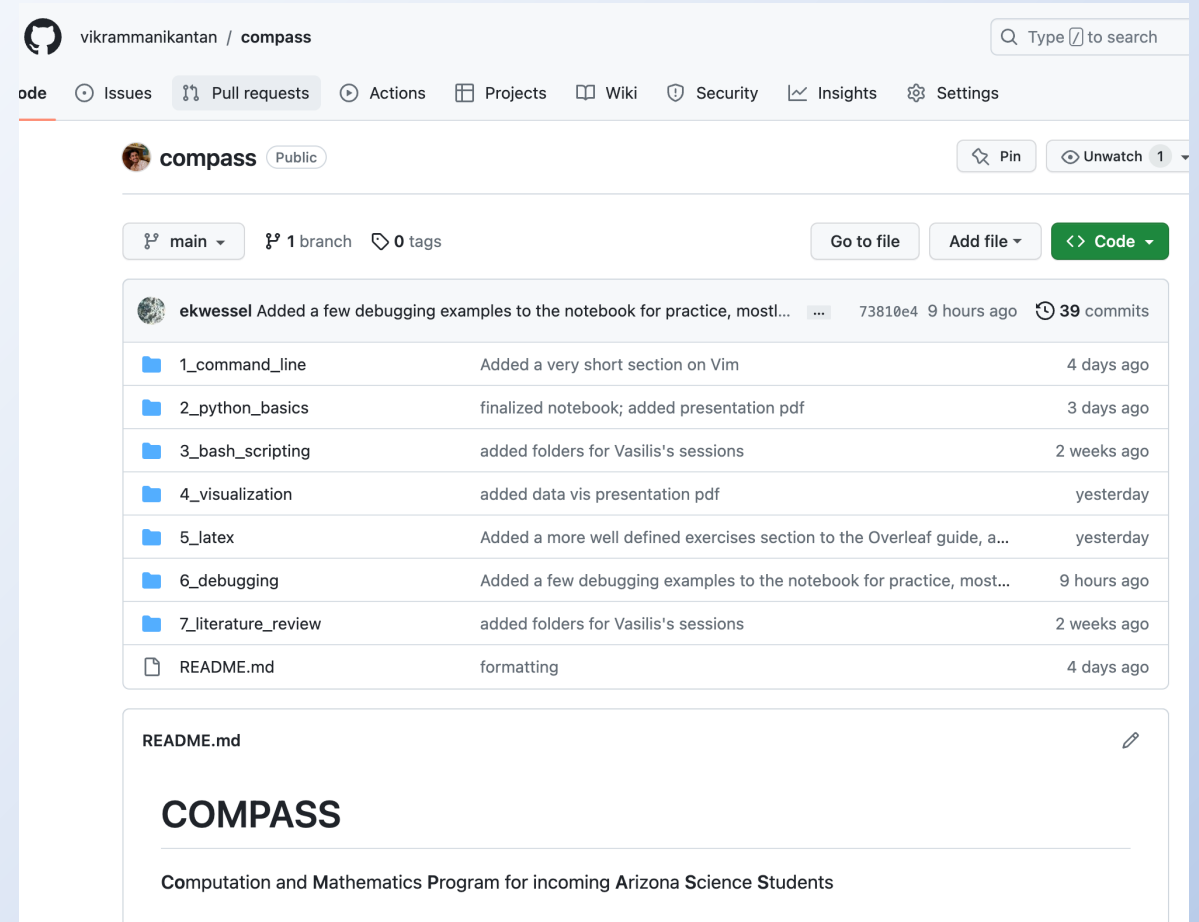 vikrammanikantan / compass
Type / to search
ode Issues Pull requests Actions Projects Wiki Security Insights Settings
compass Public
Pin Unwatch 1
main 1 branch 0 tags
Go to file Add file Code
ekwessel Added a few debugging examples to the notebook for practice, mostl... ... 73810e4 9 hours ago 39 commits
1_command_line Added a very short section on Vim 4 days ago
2_python_basics finalized notebook; added presentation pdf 3 days ago
3_bash_scripting added folders for Vasilis's sessions 2 weeks ago
4_visualization added data vis presentation pdf yesterday
5_latex Added a more well defined exercises section to the Overleaf guide, a... yesterday
6_debugging Added a few debugging examples to the notebook for practice, most... 9 hours ago
7_literature_review added folders for Vasilis's sessions 2 weeks ago
README.md formatting 4 days ago
README.md
COMPASS
Computation and Mathematics Program for incoming Arizona Science Students